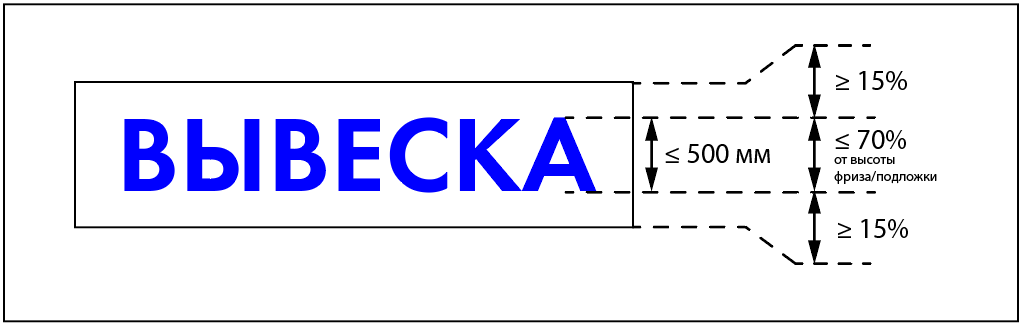 ВЫВЕСКА
≤ 500 мм
≥ 15%
≤ 70%
от высоты
фриза/подложки
≥ 15%